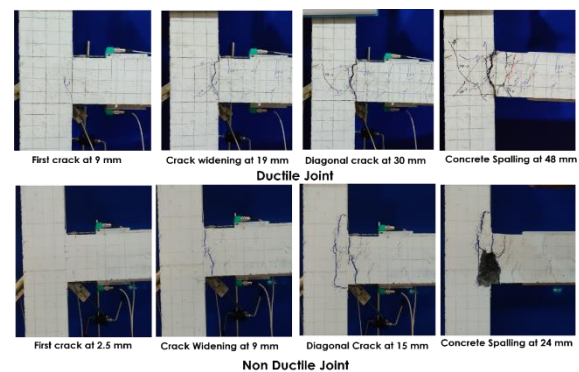 First crack at 9 mm
Crack widening at 19 mm
Diagonal crack at 30 mm
Concrete Spalling at 48 mm
Ductile Joint
First crack at 2.5 mm
Crack Widening at 9 mm
Diagonal Crack at 15 mm
Concrete Spalling at 24 mm
Non Ductile Joint